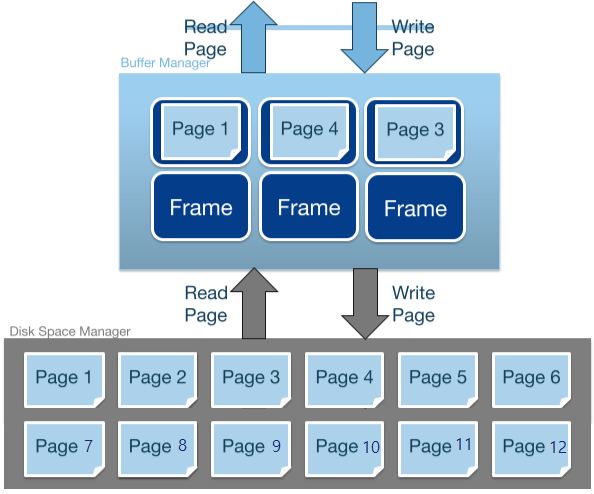 Read Write
Page Page
Buffer Manager
Page 1 Page 4 Page 3
Frame Frame Frame
Read Write
Page Page
Disk Space Manager
Page 1 Page 2 Page 3 Page 4 Page 5 Page 6
Page 7 Page 8 Page 9 Page 10 Page 11 Page 12